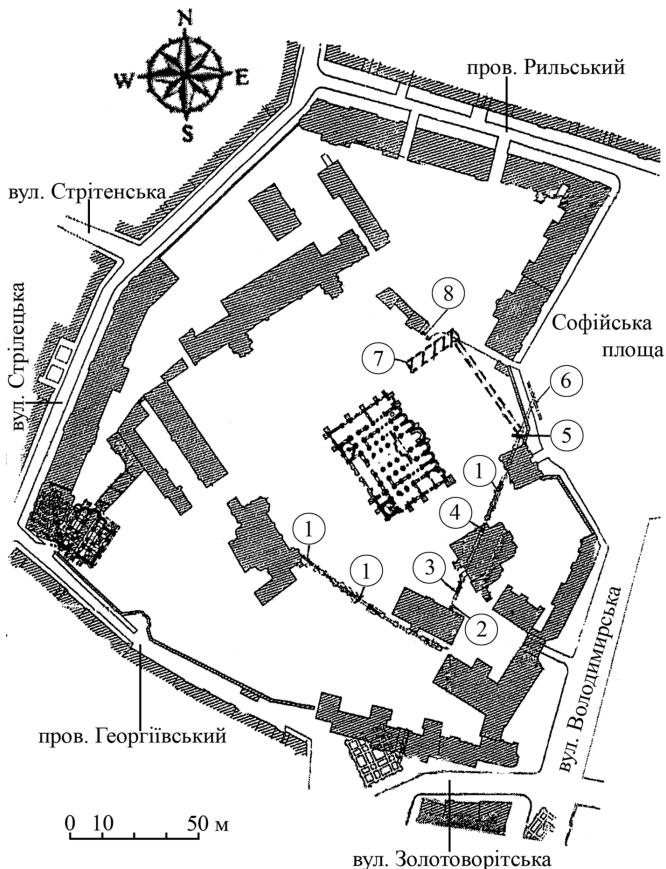 N
W E
S
пров. Рильський
вул. Стрітенська
Софійська
площа
вул. Стрілецька
8
7
6
5
1
4
1
1
3
2
вул. Володимирська
пров. Георгіївський
0 10 50 м
вул. Золотоворітська